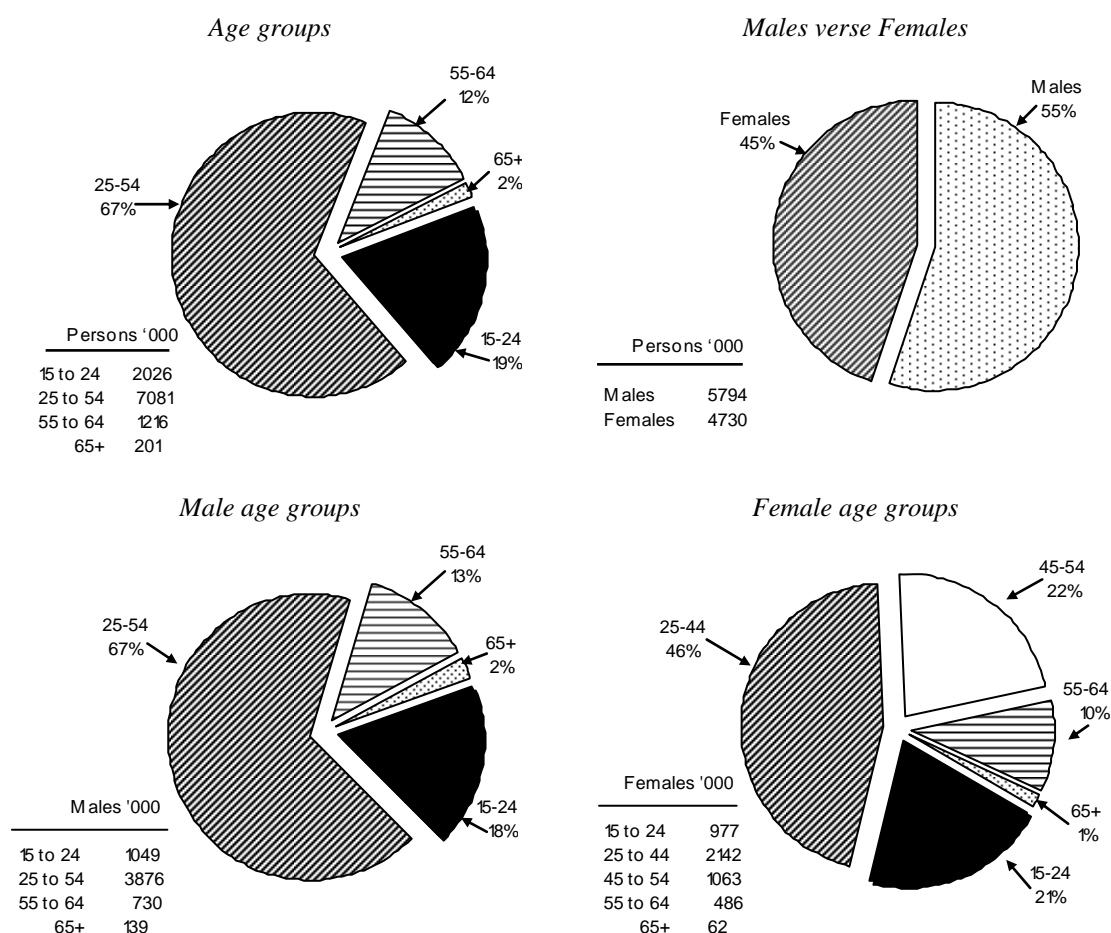 Age groups
55-64
12%
65+
2%
25-54
67%
15-24
19%
Persons ‘000
15 to 24 2026
25 to 54 7081
55 to 64 1216
65+ 201
Males verse Females
Males
55%
Females
45%
Persons ‘000
Males 5794
Females 4730
Male age groups
55-64
13%
25-54
67%
65+
2%
15-24
18%
Males '000
15 to 24 1049
25 to 54 3876
55 to 64 730
65+ 139
Female age groups
45-54
22%
25-44
46%
55-64
10%
65+
1%
15-24
21%
Females '000
15 to 24 977
25 to 44 2142
45 to 54 1063
55 to 64 486
65+ 62